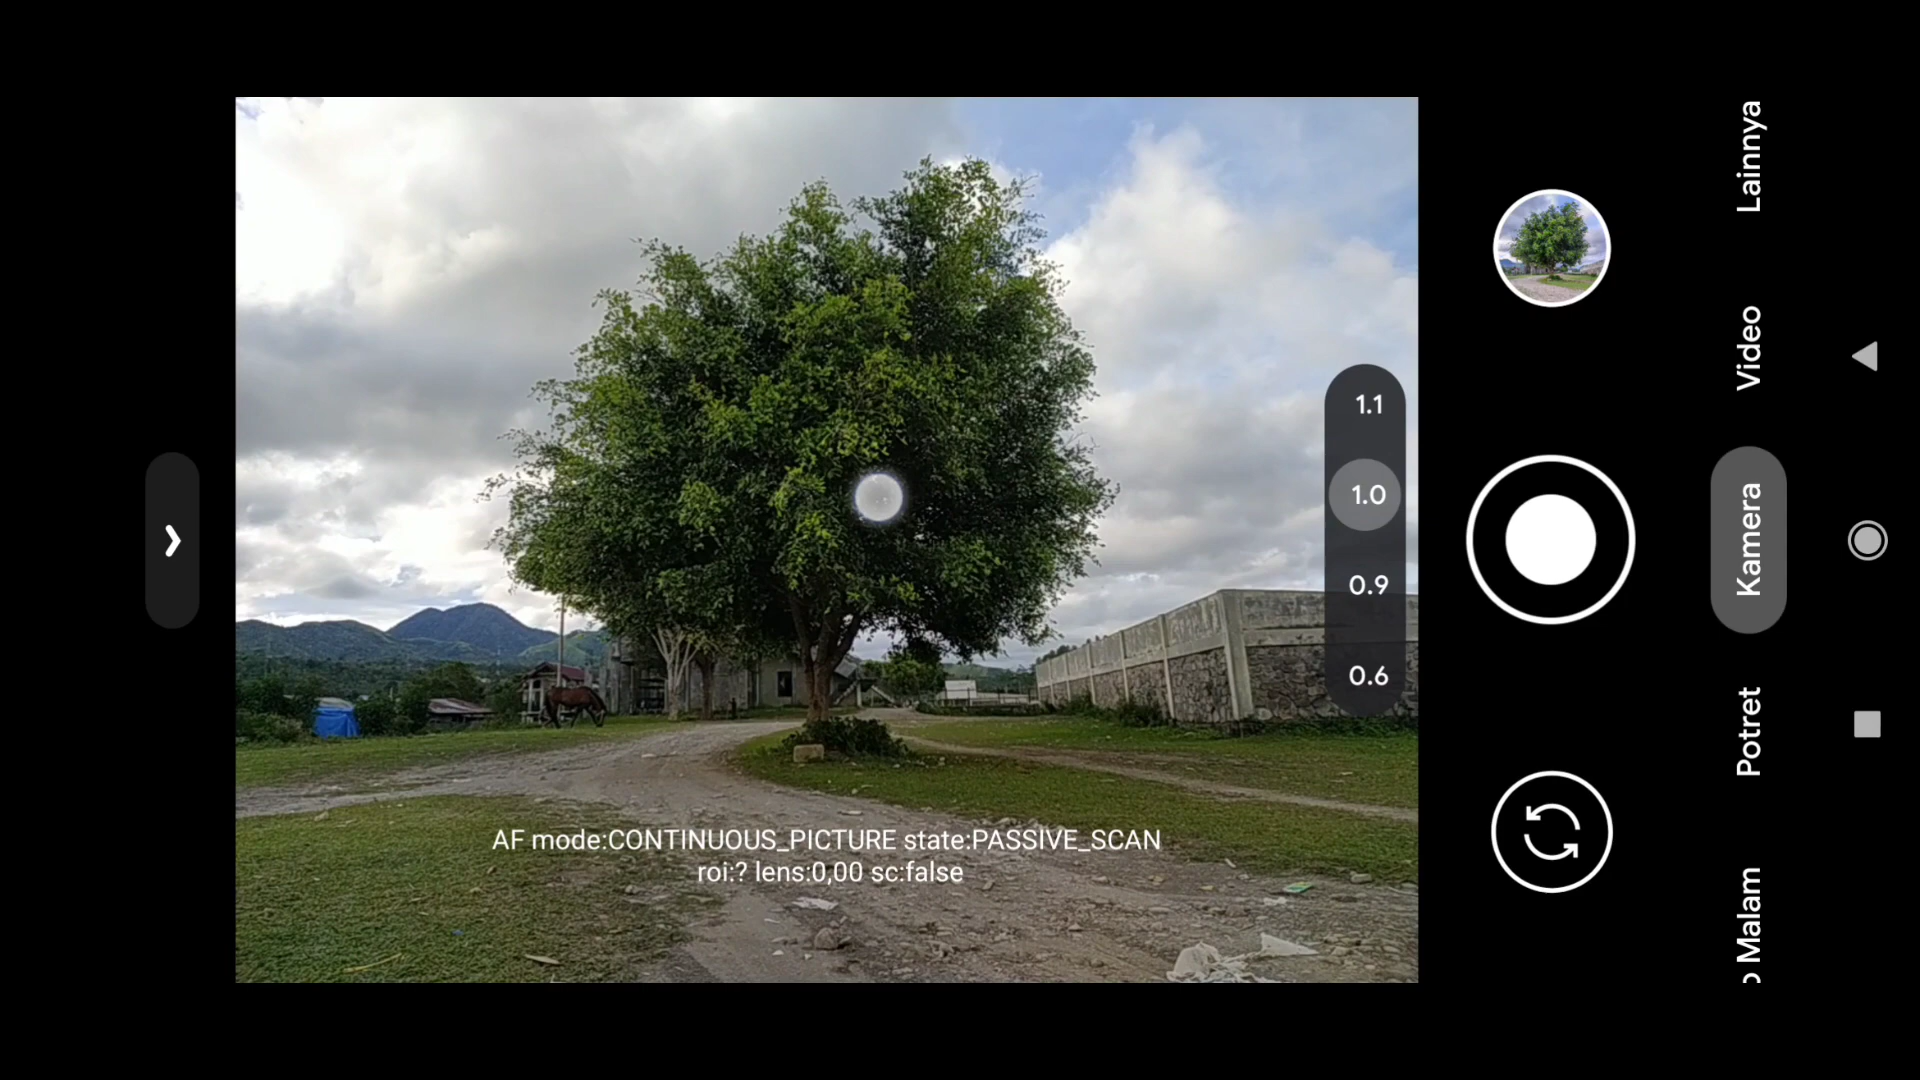 AF mode:CONTINUOUS_PICTURE state:PASSIVE_SCAN
roi:? lens:0,00 sc:false
1.1
1.0
0.9
0.6
Lainnya
Video
Kamera
Potret
o Malam